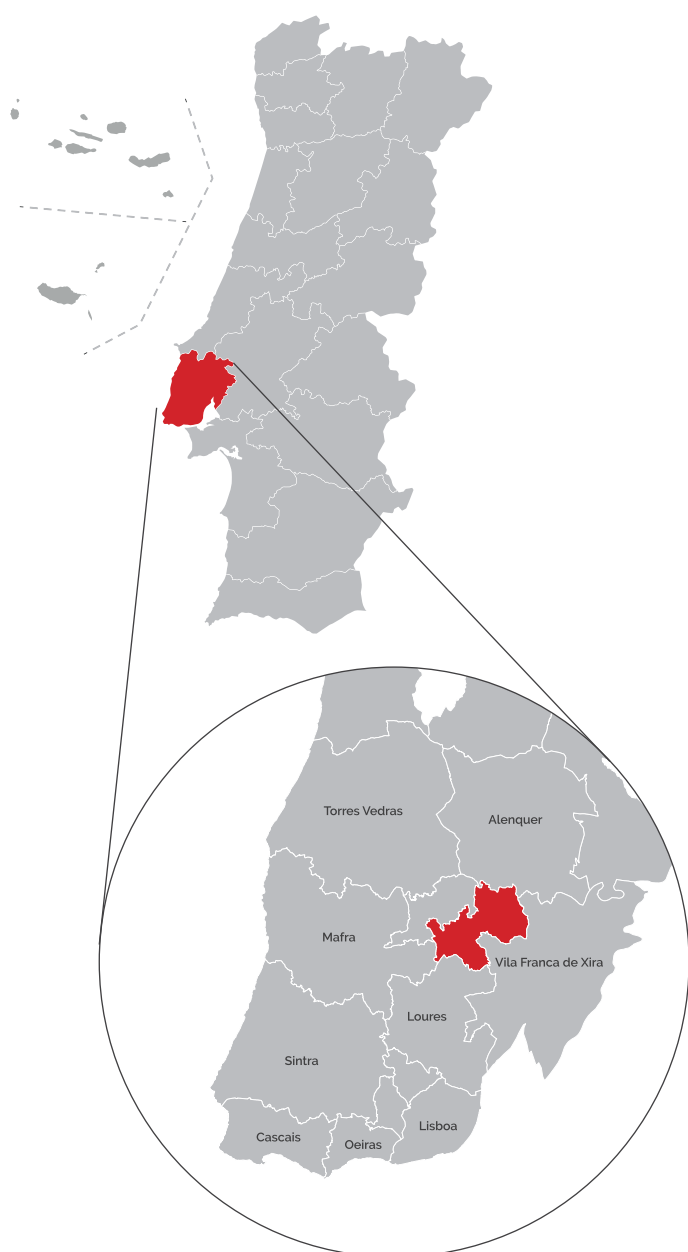 Torres Vedras
Alenquer
Mafra
Vila Franca de Xira
Loures
Sintra
Lisboa
Cascais
Oeiras